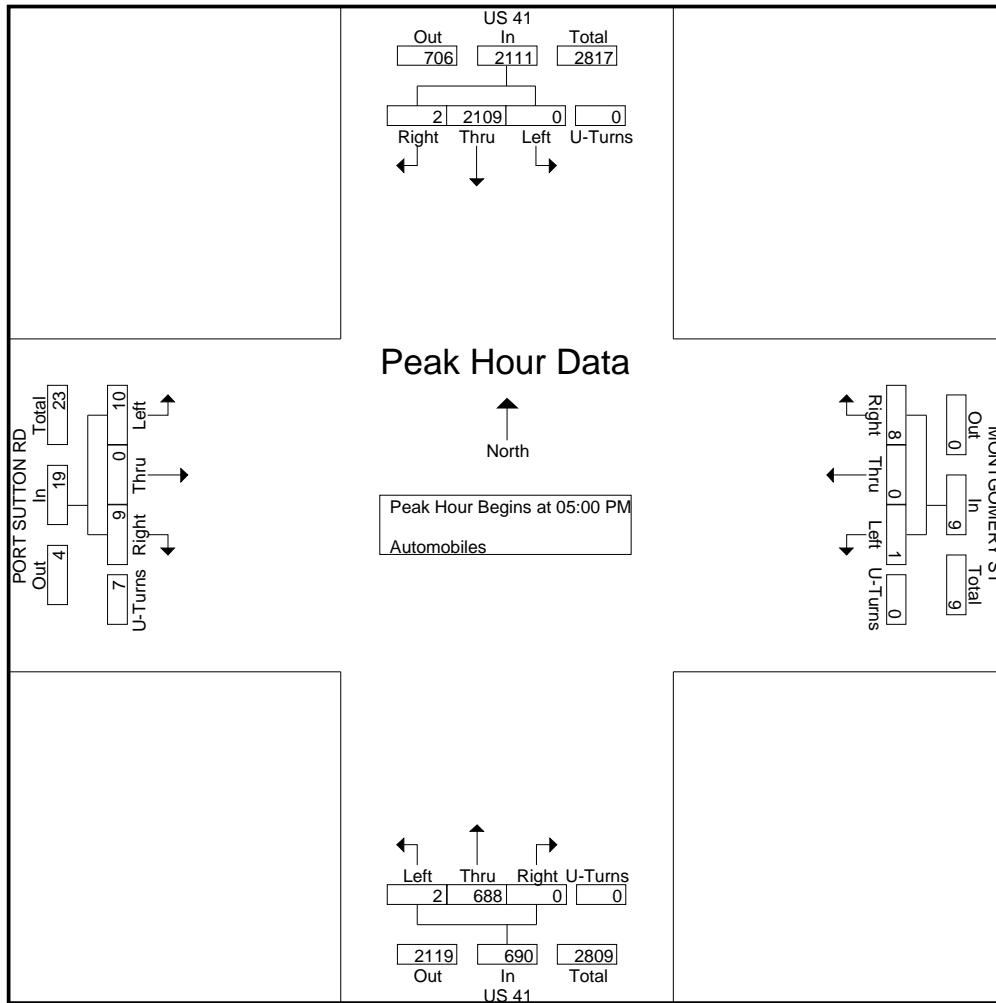 US 41
Out In Total
706 2111 2817
2 2109 0 0
Right Thru Left U-Turns
Peak Hour Data
North
Peak Hour Begins at 05:00 PM
Automobiles
PORT SUTTON RD
Total In Out
23 19 4
10 0 9 7
Left Thru Right U-Turns
MONTGOMERY ST
Out In Total
0 9 9
8 0 1 0
Right Thru Left U-Turns
Left Thru Right U-Turns
2 688 0 0
2119 690 2809
Out In Total
US 41